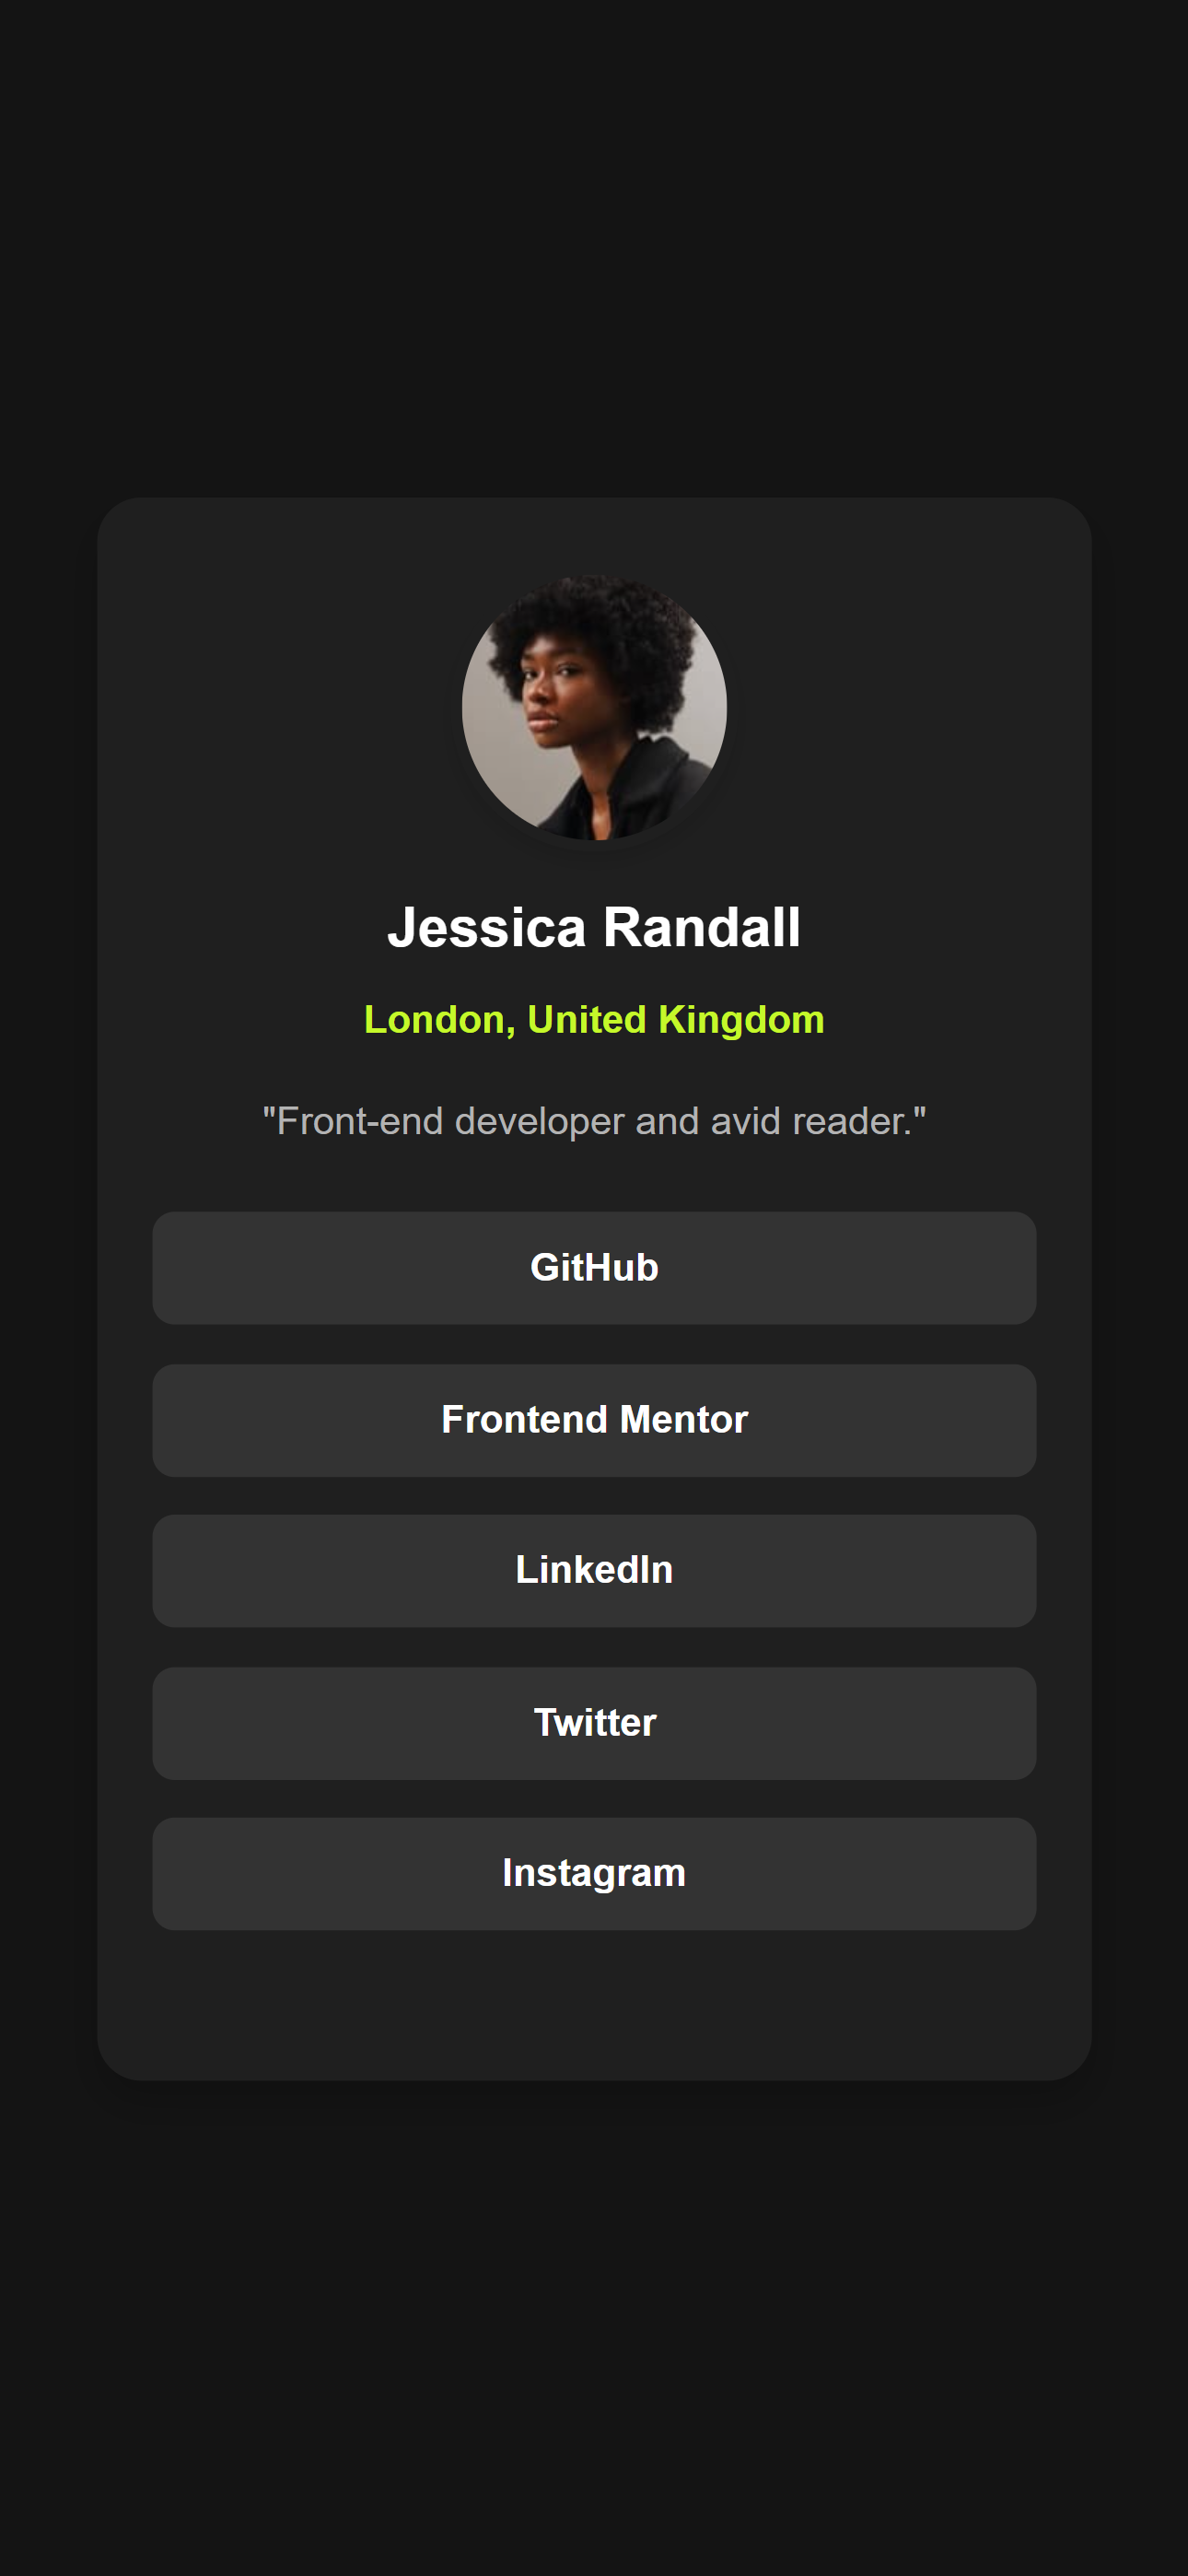 Jessica Randall
London, United Kingdom
"Front-end developer and avid reader."
GitHub
Frontend Mentor
LinkedIn
Twitter
Instagram